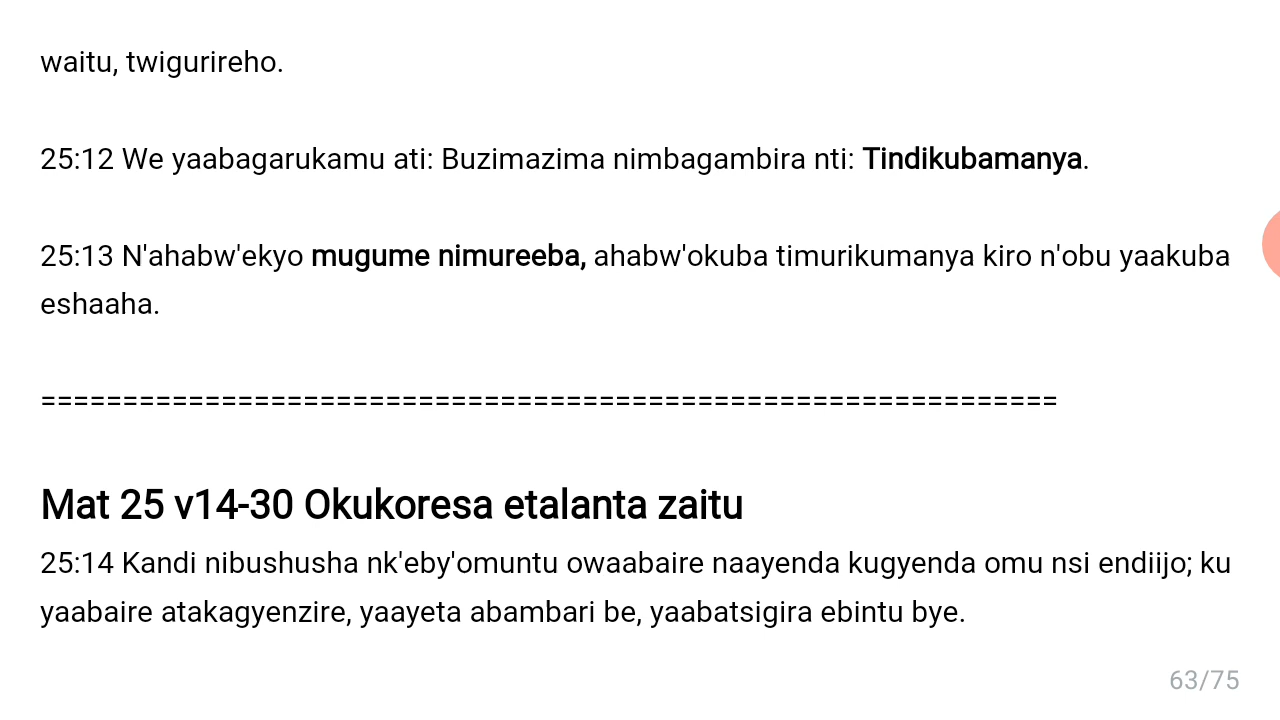 waitu, twigurireho.
25:12 We yaabagarukamu ati: Buzimazima nimbagambira nti: Tindikubamanya.
25:13 N'ahabw'ekyo mugume nimureeba, ahabw'okuba timurikumanya kiro n'obu yaakuba
eshaaha.
==============================================================
Mat 25 v14-30 Okukoresa etalanta zaitu
25:14 Kandi nibushusha nk'eby'omuntu owaabaire naayenda kugyenda omu nsi endiijo; ku
yaabaire atakagyenzire, yaayeta abambari be, yaabatsigira ebintu bye.
63/75